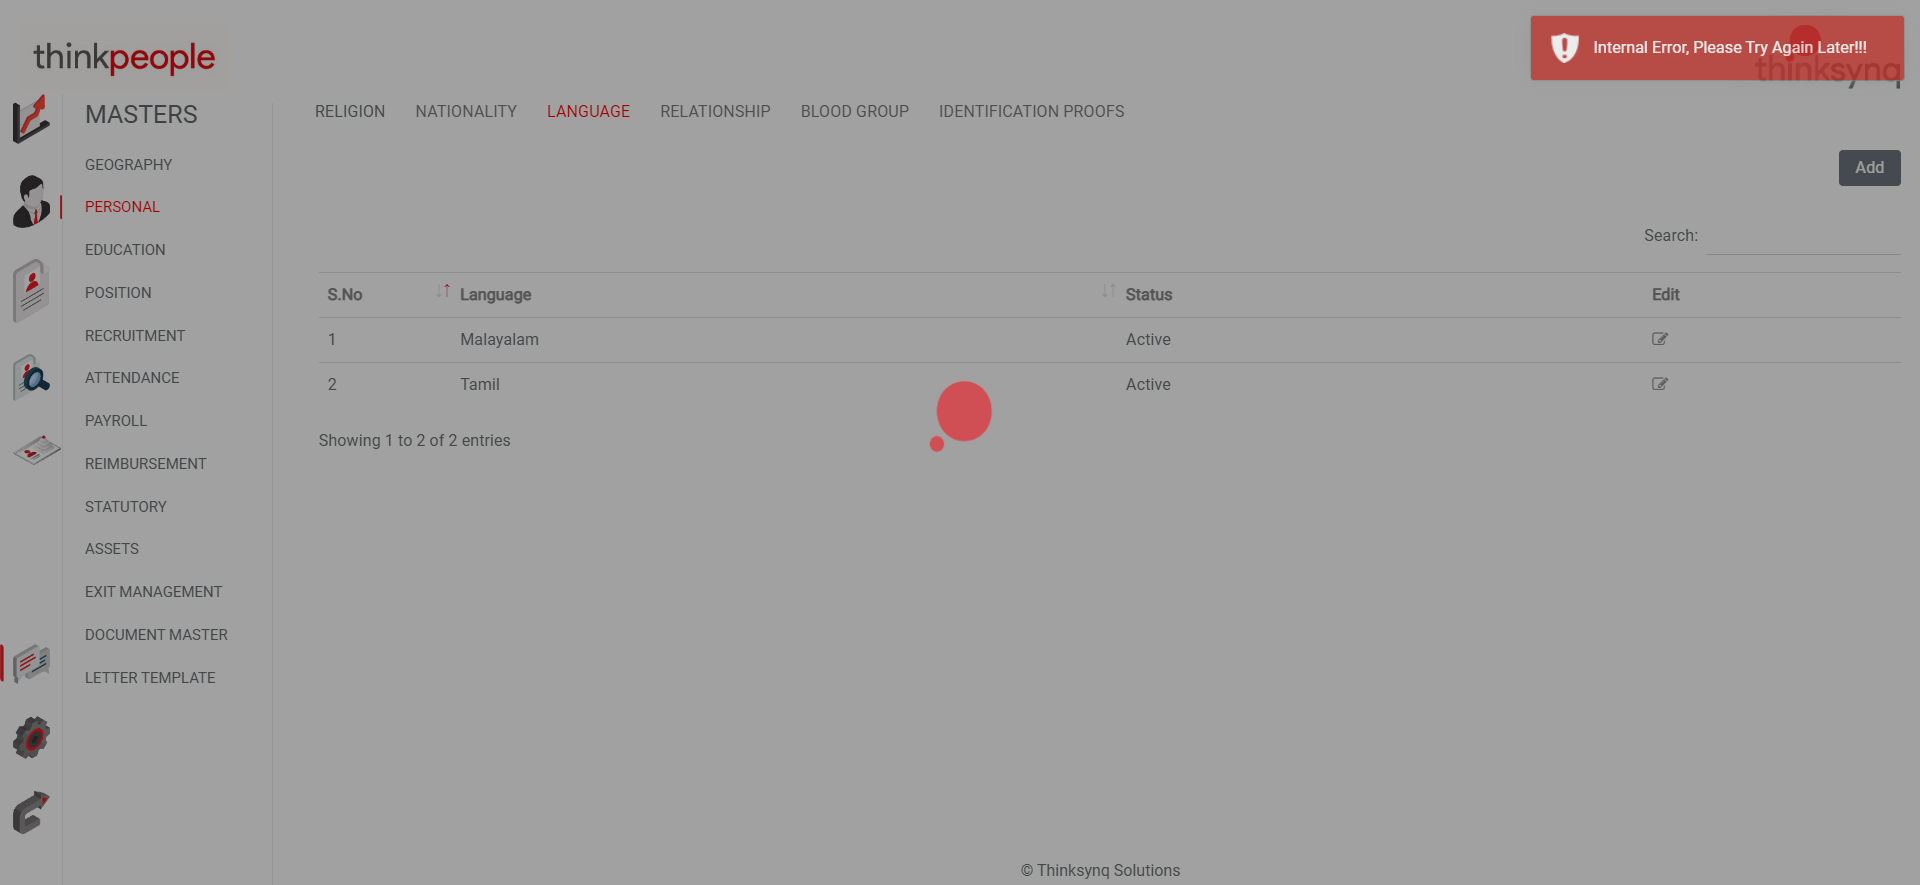 thinkpeople
Internal Error, Please Try Again Later!!!
thinksynq
MASTERS
GEOGRAPHY
PERSONAL
EDUCATION
POSITION
RECRUITMENT
ATTENDANCE
PAYROLL
REIMBURSEMENT
STATUTORY
ASSETS
EXIT MANAGEMENT
DOCUMENT MASTER
LETTER TEMPLATE
RELIGION NATIONALITY LANGUAGE RELATIONSHIP BLOOD GROUP IDENTIFICATION PROOFS
Add
Search:
S.No Language Status Edit
1 Malayalam Active
2 Tamil Active
Showing 1 to 2 of 2 entries
© Thinksynq Solutions